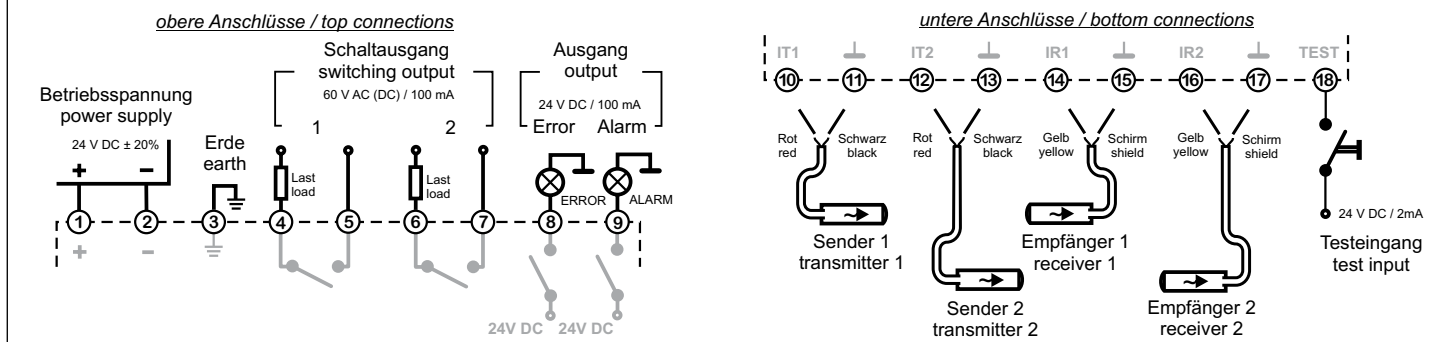 obere Anschlüsse / top connections
Betriebsspannung
power supply
24 V DC ± 20%
+ −
Erde
earth
Schaltausgang
switching output
60 V AC (DC) / 100 mA
1 2
Last
load
Last
load
Ausgang
output
24 V DC / 100 mA
Error Alarm
ERROR ALARM
1 2 3 4 5 6 7 8 9
+ −
24V DC 24V DC
untere Anschlüsse / bottom connections
IT1 IT2 IR1 IR2 TEST
10 11 12 13 14 15 16 17 18
Rot
red
Schwarz
black
Rot
red
Schwarz
black
Gelb
yellow
Schirm
shield
Gelb
yellow
Schirm
shield
Sender 1
transmitter 1
Sender 2
transmitter 2
Empfänger 1
receiver 1
Empfänger 2
receiver 2
24 V DC / 2mA
Testeingang
test input